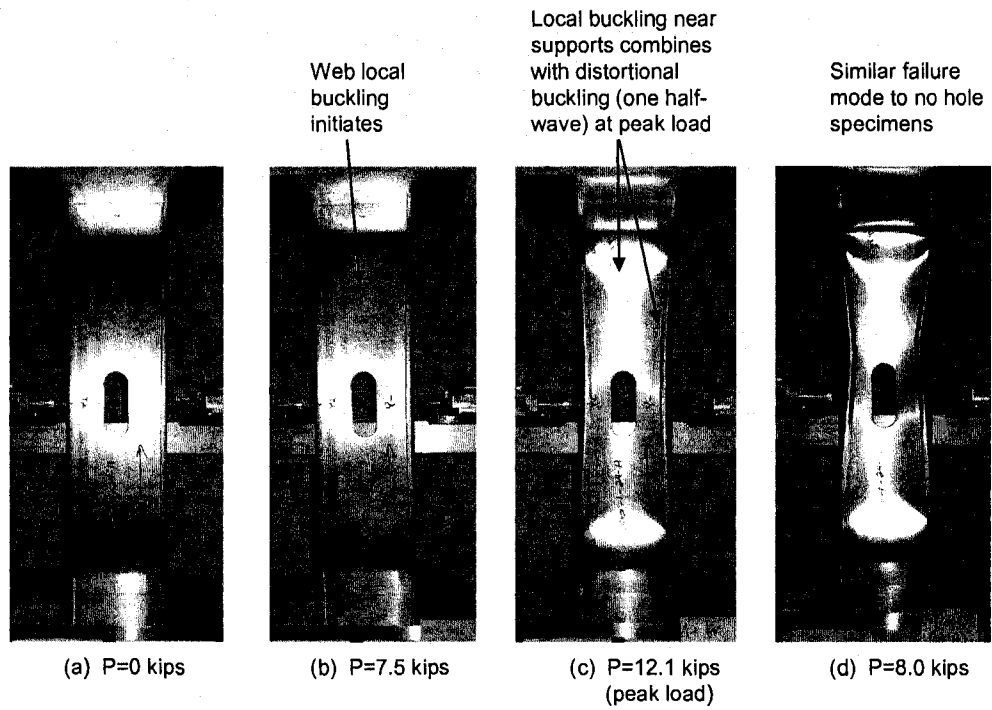 Web local
buckling
initiates
Local buckling near
supports combines
with distortional
buckling (one half-
wave) at peak load
Similar failure
mode to no hole
specimens
(a) P=0 kips
(b) P=7.5 kips
(c) P=12.1 kips
(peak load)
(d) P=8.0 kips